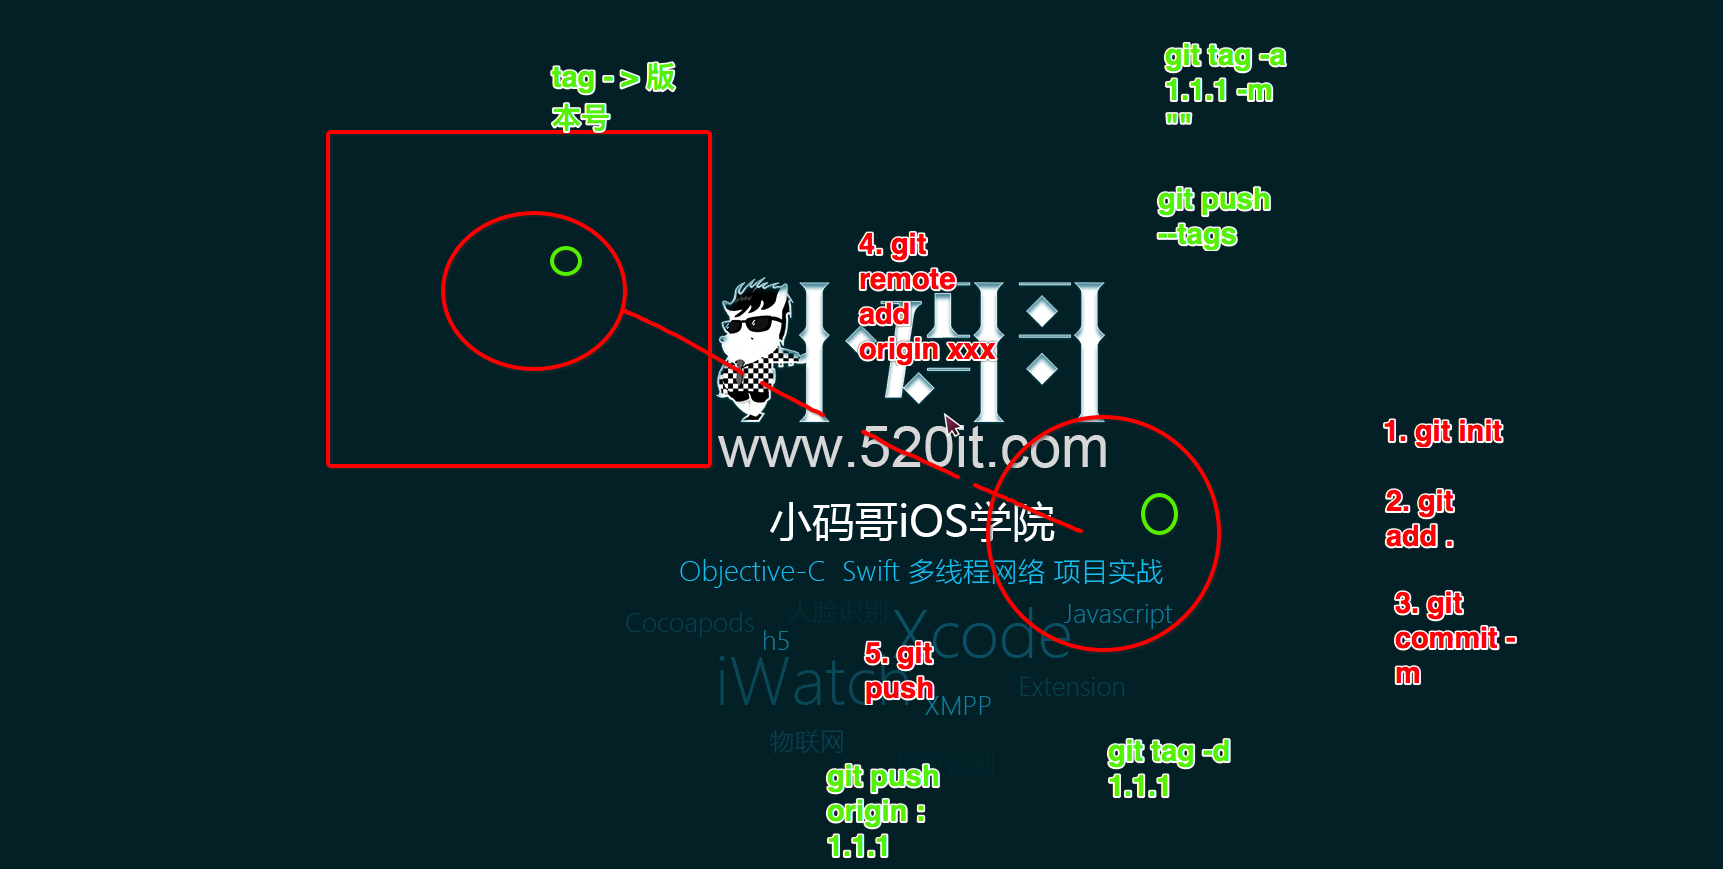 tag - > 版
本号
git tag -a
1.1.1 -m
""
git push
--tags
4. git
remote
add
origin xxx
小码哥
www.520it.com
1. git init
2. git
add .
3. git
commit -
m
小码哥iOS学院
Objective-C Swift 多线程网络 项目实战
Cocoapods
人脸识别
Xcode
Javascript
h5
5. git
push
iWatch
Extension
XMPP
物联网
git push
origin :
1.1.1
git tag -d
1.1.1